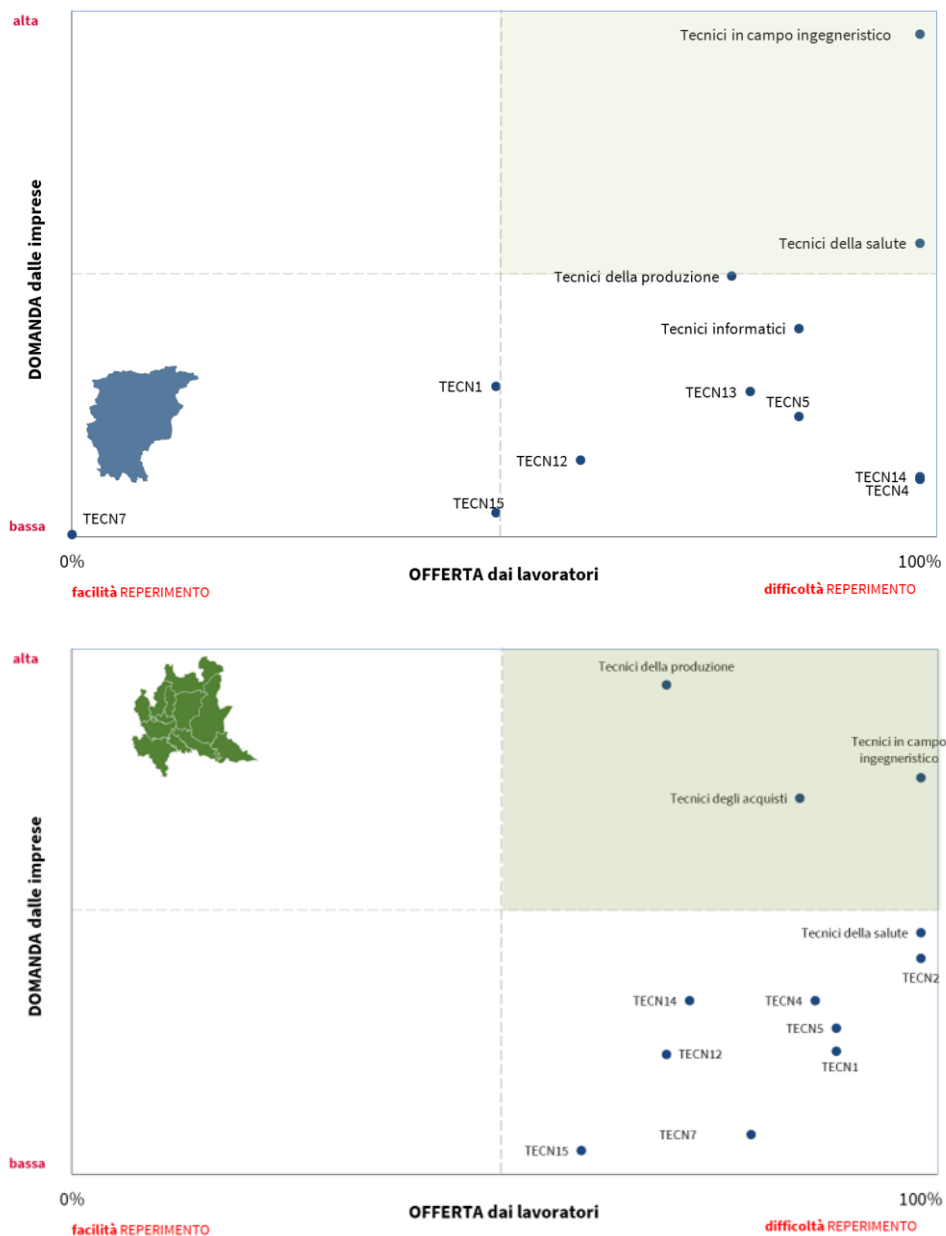 alta
Tecnici in campo ingegneristico
DOMANDA dalle imprese
Tecnici della salute
Tecnici della produzione
Tecnici informatici
TECN1
TECN13
TECN5
TECN12
TECN14
TECN4
TECN15
TECN7
bassa
0%
OFFERTA dai lavoratori
100%
facilità REPERIMENTO
difficoltà REPERIMENTO
alta
Tecnici della produzione
Tecnici in campo
ingegneristico
Tecnici degli acquisti
DOMANDA dalle imprese
Tecnici della salute
TECN2
TECN14
TECN4
TECN5
TECN12
TECN1
TECN7
TECN15
bassa
0%
OFFERTA dai lavoratori
100%
facilità REPERIMENTO
difficoltà REPERIMENTO